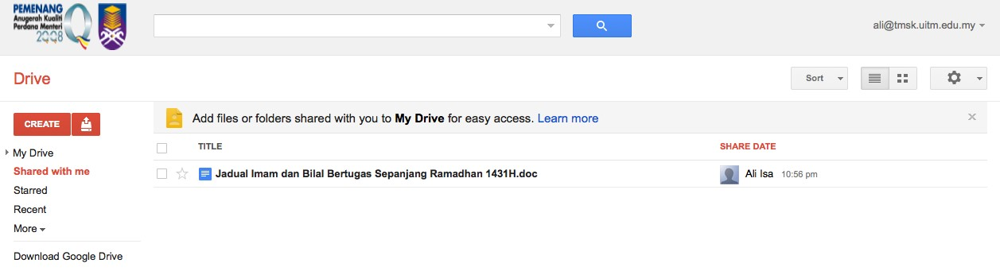 PEMENANG
Anugerah Kualiti
Perdana Menteri
2008
ali@tmsk.uitm.edu.my
Drive
Sort
CREATE
Add files or folders shared with you to My Drive for easy access. Learn more
TITLE SHARE DATE
My Drive
Shared with me
Jadual Imam dan Bilal Bertugas Sepanjang Ramadhan 1431H.doc Ali Isa 10:56 pm
Starred
Recent
More
Download Google Drive